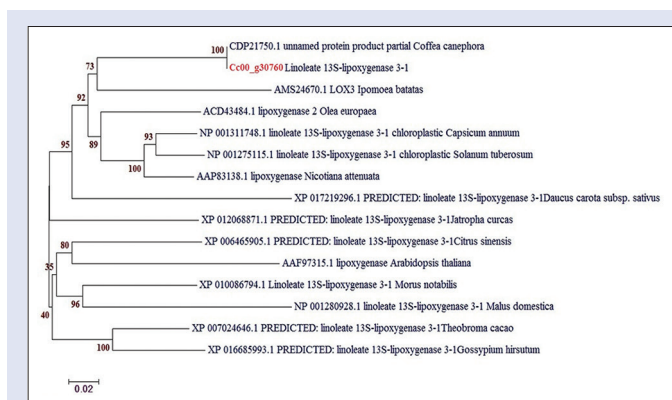 CDP21750.1 unnamed protein product partial Coffea canephora
100
Cc00_g30760 Linoleate 13S-lipoxygenase 3-1
73
AMS24670.1 LOX3 Ipomoea batatas
92
ACD43484.1 lipoxygenase 2 Olea europaea
93
NP 001311748.1 linoleate 13S-lipoxygenase 3-1 chloroplastic Capsicum annuum
89
95
NP 001275115.1 linoleate 13S-lipoxygenase 3-1 chloroplastic Solanum tuberosum
100
AAP83138.1 lipoxygenase Nicotiana attenuata
XP 017219296.1 PREDICTED: linoleate 13S-lipoxygenase 3-1Daucus carota subsp. sativus
XP 012068871.1 PREDICTED: linoleate 13S-lipoxygenase 3-1Jatropha curcas
80
XP 006465905.1 PREDICTED: linoleate 13S-lipoxygenase 3-1Citrus sinensis
35
AAF97315.1 lipoxygenase Arabidopsis thaliana
XP 010086794.1 Linoleate 13S-lipoxygenase 3-1 Morus notabilis
96
NP 001280928.1 linoleate 13S-lipoxygenase 3-1 Malus domestica
40
XP 007024646.1 PREDICTED: linoleate 13S-lipoxygenase 3-1Theobroma cacao
100
XP 016685993.1 PREDICTED: linoleate 13S-lipoxygenase 3-1Gossypium hirsutum
0.02